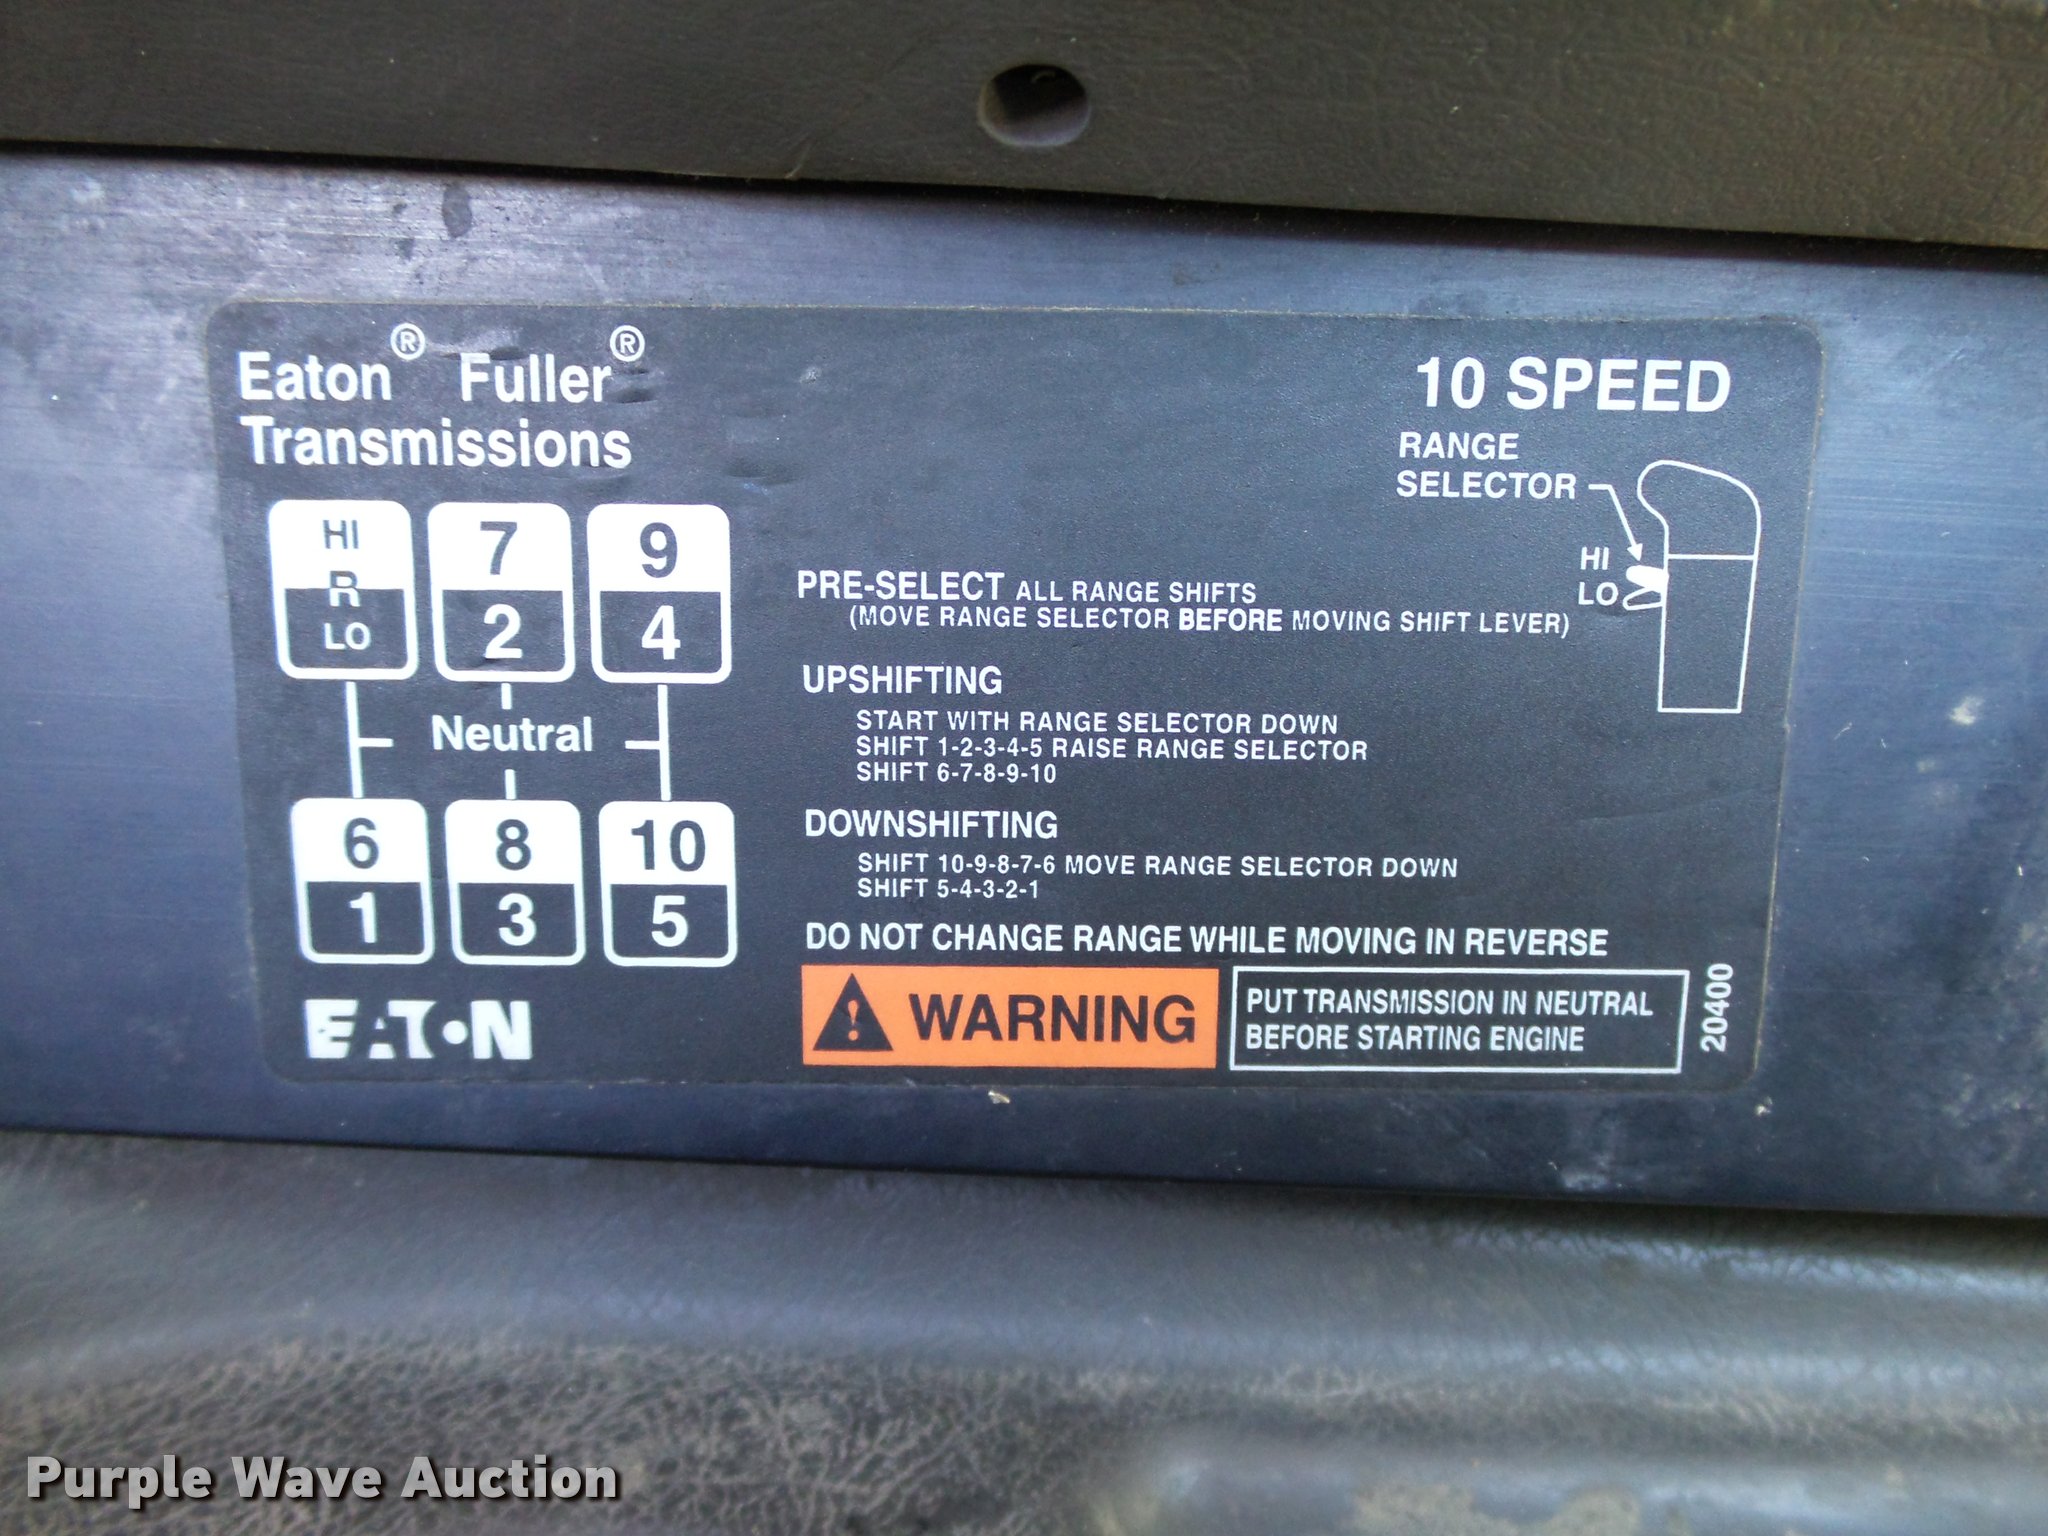 Eaton® Fuller®
Transmissions
10 SPEED
RANGE
SELECTOR
HI
LO
HI
R
LO
7
2
9
4
Neutral
6
1
8
3
10
5
PRE-SELECT ALL RANGE SHIFTS
(MOVE RANGE SELECTOR BEFORE MOVING SHIFT LEVER)
UPSHIFTING
START WITH RANGE SELECTOR DOWN
SHIFT 1-2-3-4-5 RAISE RANGE SELECTOR
SHIFT 6-7-8-9-10
DOWNSHIFTING
SHIFT 10-9-8-7-6 MOVE RANGE SELECTOR DOWN
SHIFT 5-4-3-2-1
DO NOT CHANGE RANGE WHILE MOVING IN REVERSE
EATON
! WARNING
PUT TRANSMISSION IN NEUTRAL
BEFORE STARTING ENGINE
20400
Purple Wave Auction